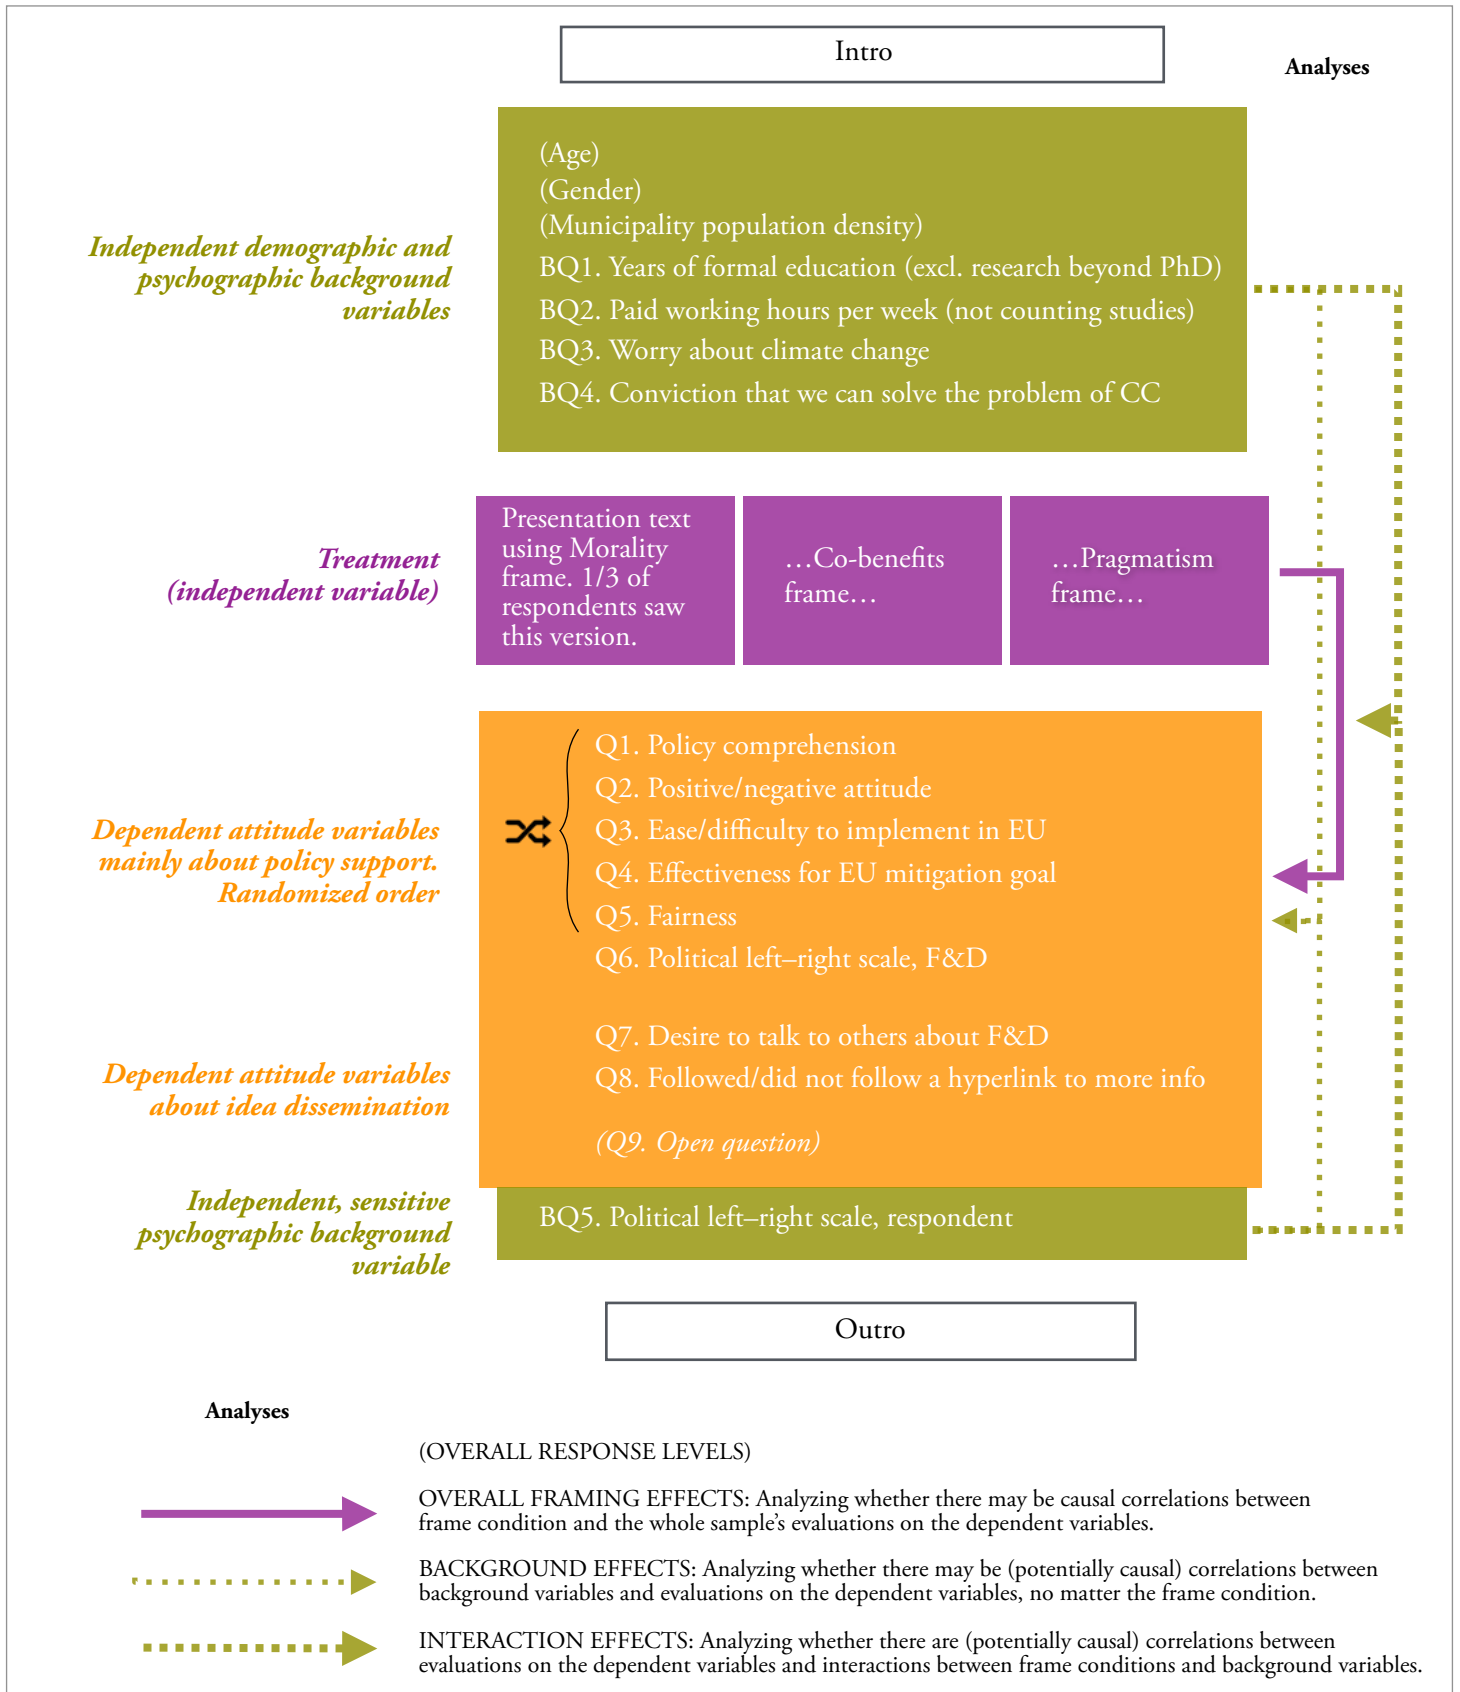 Intro
Analyses
Independent demographic and
psychographic background
variables
(Age)
(Gender)
(Municipality population density)
BQ1. Years of formal education (excl. research beyond PhD)
BQ2. Paid working hours per week (not counting studies)
BQ3. Worry about climate change
BQ4. Conviction that we can solve the problem of CC
Treatment
(independent variable)
Presentation text
using Morality
frame. 1/3 of
respondents saw
this version.
…Co-benefits
frame…
…Pragmatism
frame…
Dependent attitude variables
mainly about policy support.
Randomized order
Q1. Policy comprehension
Q2. Positive/negative attitude
Q3. Ease/difficulty to implement in EU
Q4. Effectiveness for EU mitigation goal
Q5. Fairness
Q6. Political left–right scale, F&D
Dependent attitude variables
about idea dissemination
Q7. Desire to talk to others about F&D
Q8. Followed/did not follow a hyperlink to more info
(Q9. Open question)
Independent, sensitive
psychographic background
variable
BQ5. Political left–right scale, respondent
Outro
Analyses
(OVERALL RESPONSE LEVELS)
OVERALL FRAMING EFFECTS: Analyzing whether there may be causal correlations between
frame condition and the whole sample’s evaluations on the dependent variables.
BACKGROUND EFFECTS: Analyzing whether there may be (potentially causal) correlations between
background variables and evaluations on the dependent variables, no matter the frame condition.
INTERACTION EFFECTS: Analyzing whether there are (potentially causal) correlations between
evaluations on the dependent variables and interactions between frame conditions and background variables.